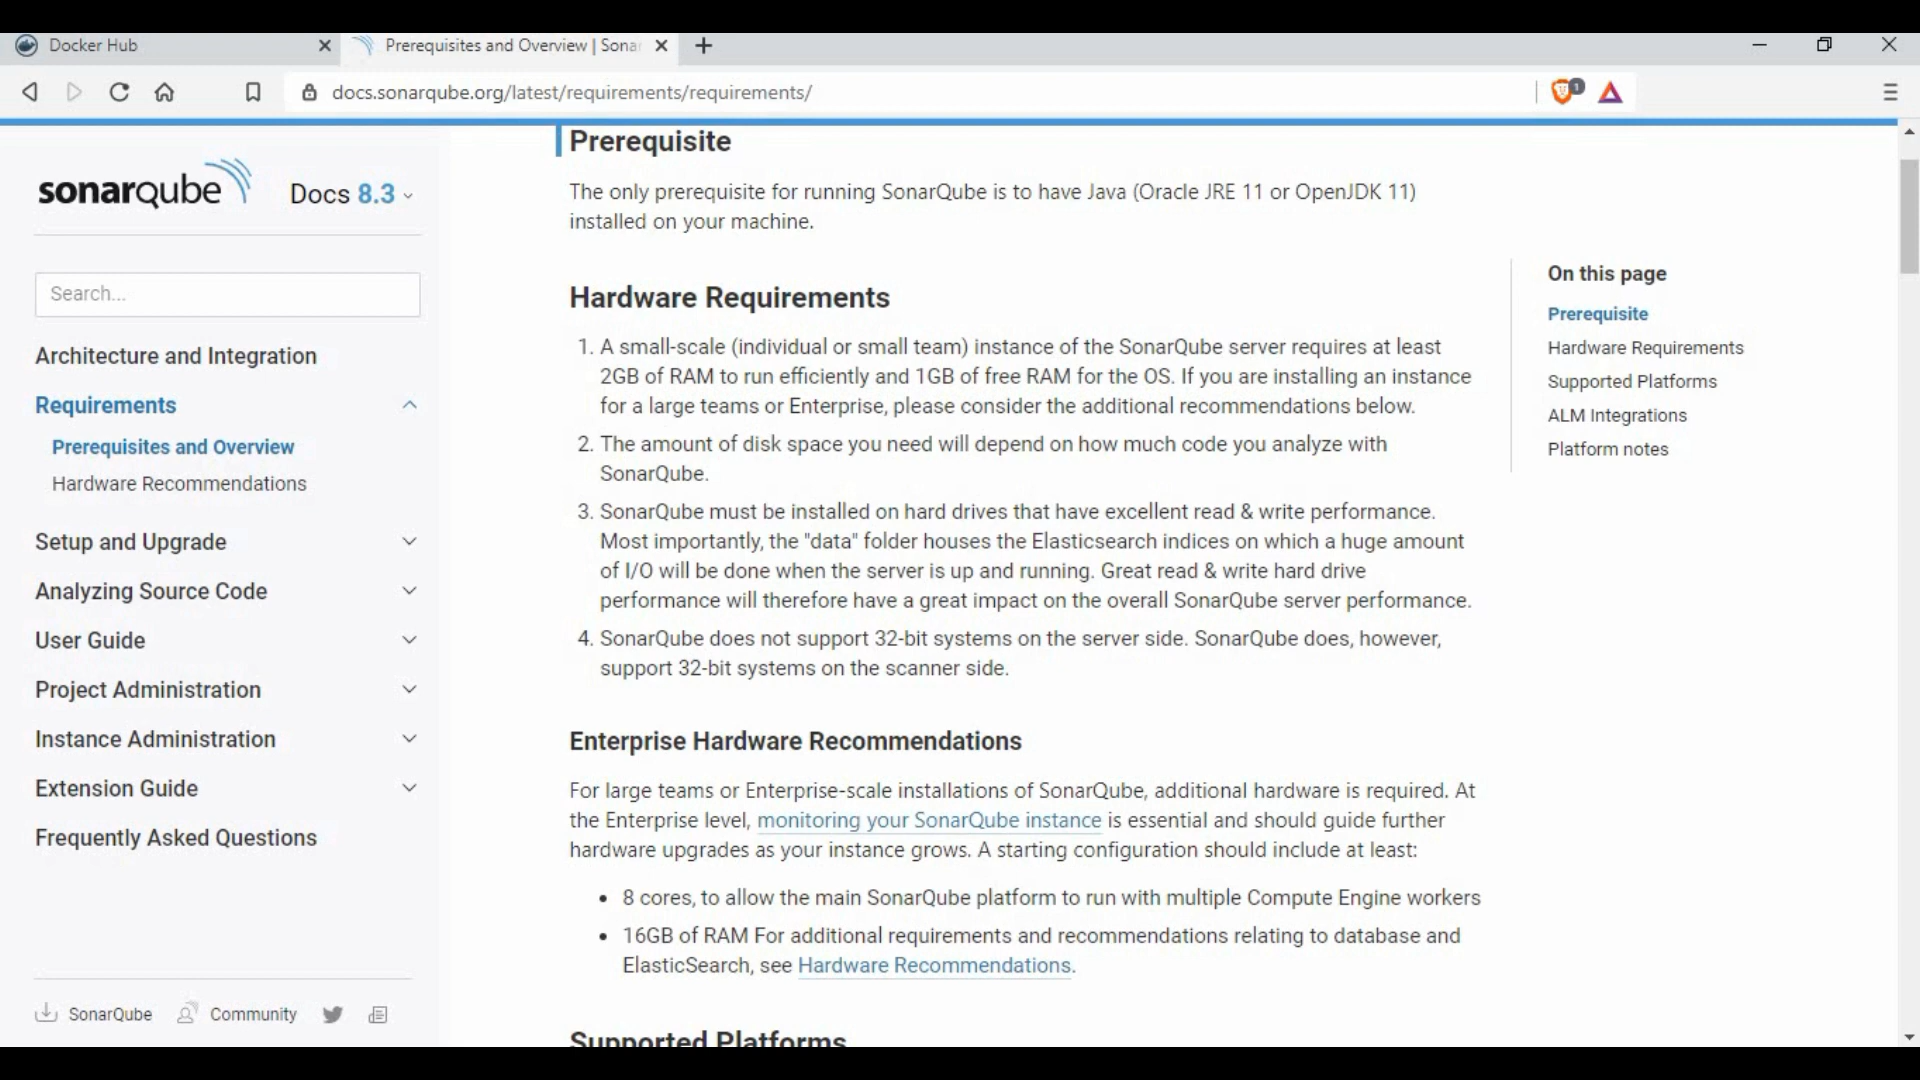 Docker Hub
Prerequisites and Overview | Sonar
docs.sonarqube.org/latest/requirements/requirements/
1
sonarqube
Docs 8.3
Search...
Architecture and Integration
Requirements
Prerequisites and Overview
Hardware Recommendations
Setup and Upgrade
Analyzing Source Code
User Guide
Project Administration
Instance Administration
Extension Guide
Frequently Asked Questions
SonarQube
Community
Prerequisite
The only prerequisite for running SonarQube is to have Java (Oracle JRE 11 or OpenJDK 11)
installed on your machine.
Hardware Requirements
1. A small-scale (individual or small team) instance of the SonarQube server requires at least
2GB of RAM to run efficiently and 1GB of free RAM for the OS. If you are installing an instance
for a large teams or Enterprise, please consider the additional recommendations below.
2. The amount of disk space you need will depend on how much code you analyze with
SonarQube.
3. SonarQube must be installed on hard drives that have excellent read & write performance.
Most importantly, the "data" folder houses the Elasticsearch indices on which a huge amount
of I/O will be done when the server is up and running. Great read & write hard drive
performance will therefore have a great impact on the overall SonarQube server performance.
4. SonarQube does not support 32-bit systems on the server side. SonarQube does, however,
support 32-bit systems on the scanner side.
Enterprise Hardware Recommendations
For large teams or Enterprise-scale installations of SonarQube, additional hardware is required. At
the Enterprise level, monitoring your SonarQube instance is essential and should guide further
hardware upgrades as your instance grows. A starting configuration should include at least:
• 8 cores, to allow the main SonarQube platform to run with multiple Compute Engine workers
• 16GB of RAM For additional requirements and recommendations relating to database and
ElasticSearch, see Hardware Recommendations.
Supported Platforms
On this page
Prerequisite
Hardware Requirements
Supported Platforms
ALM Integrations
Platform notes